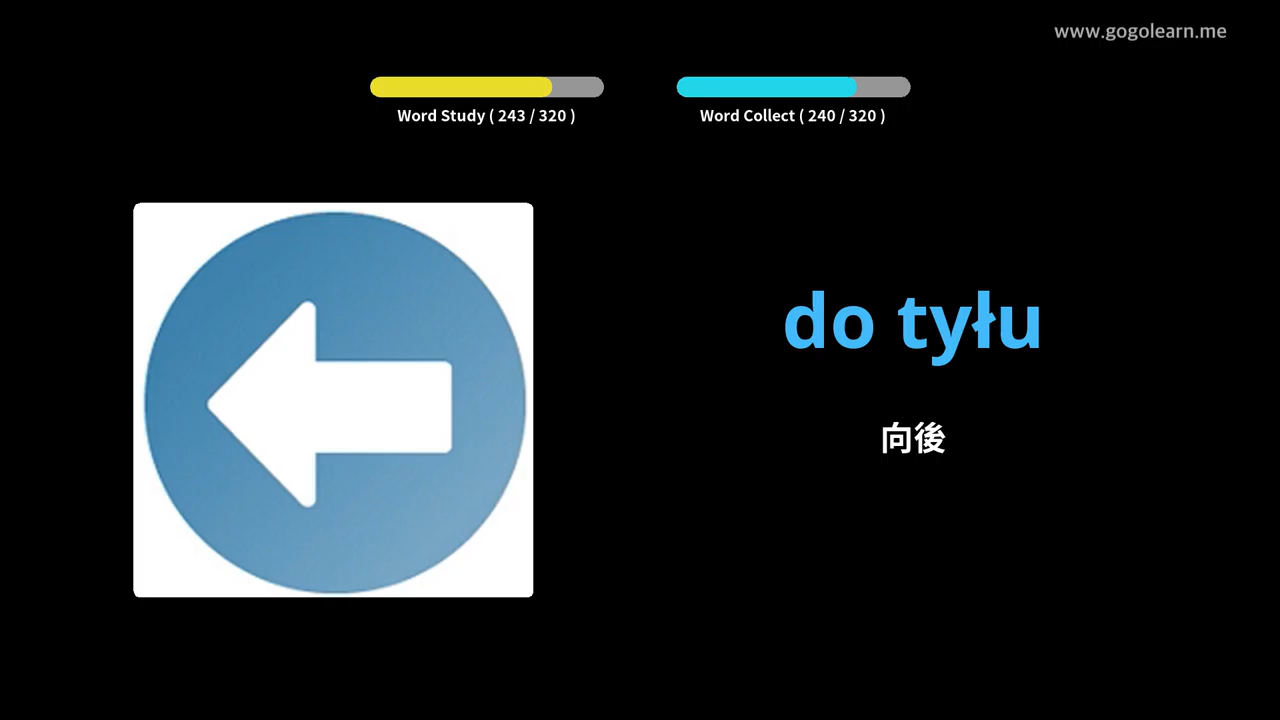 www.gogolearn.me
Word Study ( 243 / 320 )
Word Collect ( 240 / 320 )
do tyłu
向後